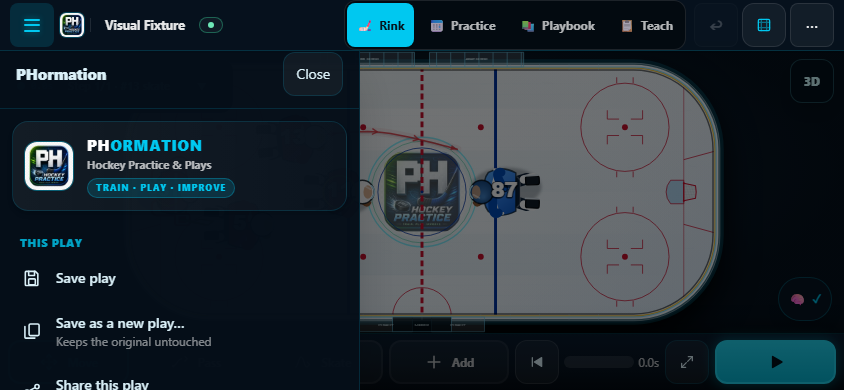 PH
Visual Fixture
Rink
Practice
Playbook
Teach
...
PHormation
Close
3D
PH
HOCKEY
PRACTICE
PHORMATION
Hockey Practice & Plays
TRAIN · PLAY · IMPROVE
PH
HOCKEY
PRACTICE
87
THIS PLAY
Save play
Save as a new play...
Keeps the original untouched
Share this play
Add
0.0s